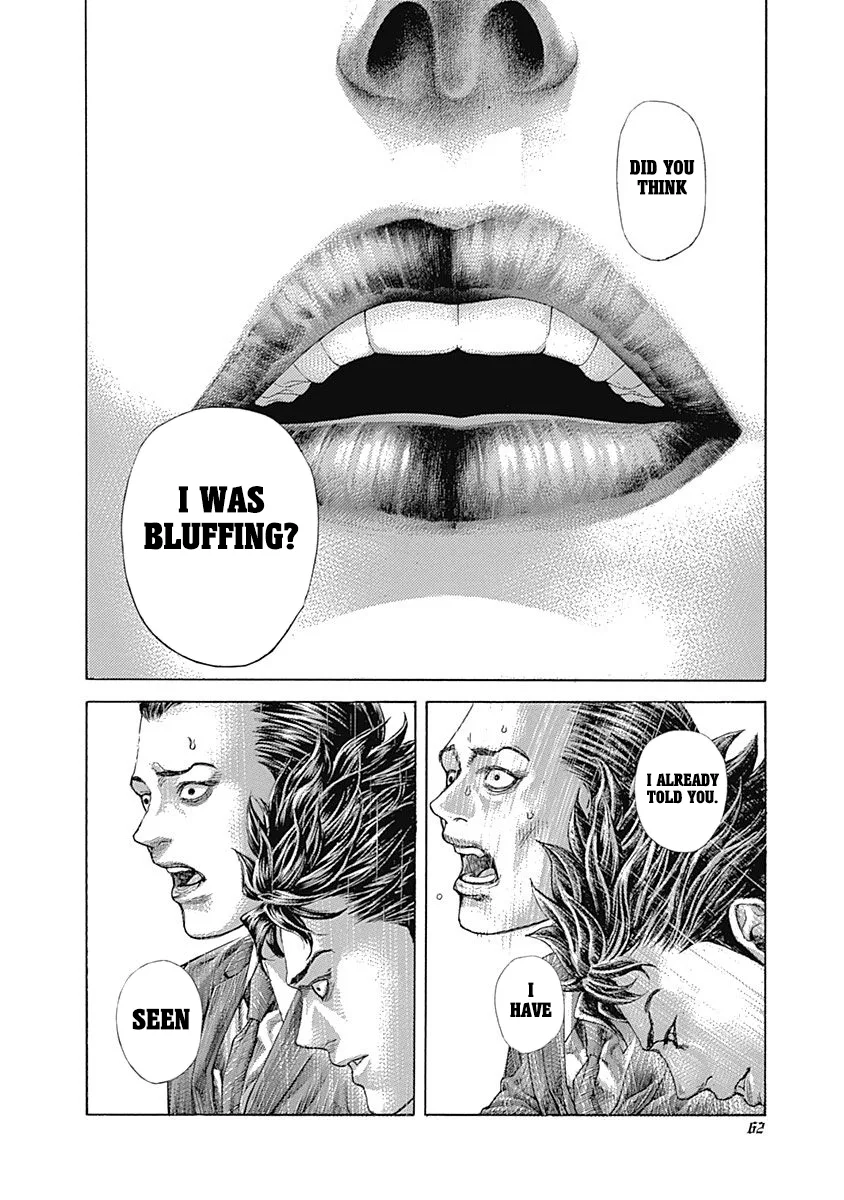 DID YOU
THINK
I WAS
BLUFFING?
I ALREADY
TOLD YOU.
I
HAVE
SEEN
62